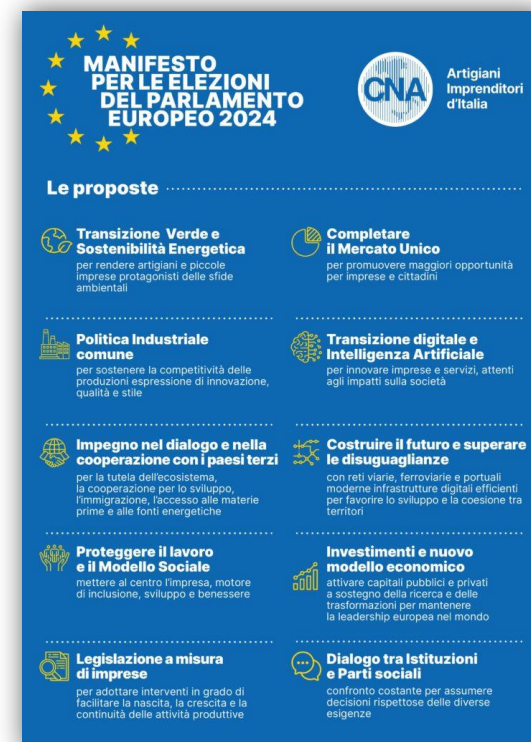 MANIFESTO
PER LE ELEZIONI
DEL PARLAMENTO
EUROPEO 2024
CNA
Artigiani
Imprenditori
d'Italia
Le proposte
Transizione Verde e
Sostenibilità Energetica
per rendere artigiani e piccole
imprese protagonisti delle sfide
ambientali
Completare
il Mercato Unico
per promuovere maggiori opportunità
per imprese e cittadini
Politica Industriale
comune
per sostenere la competitività delle
produzioni espressione di innovazione,
qualità e stile
Transizione digitale e
Intelligenza Artificiale
per innovare imprese e servizi, attenti
agli impatti sulla società
Impegno nel dialogo e nella
cooperazione con i paesi terzi
per la tutela dell'ecosistema,
la cooperazione per lo sviluppo,
l'immigrazione, l'accesso alle materie
prime e alle fonti energetiche
Costruire il futuro e superare
le disuguaglianze
con reti viarie, ferroviarie e portuali
moderne infrastrutture digitali efficienti
per favorire lo sviluppo e la coesione tra
territori
Proteggere il lavoro
e il Modello Sociale
mettere al centro l'impresa, motore
di inclusione, sviluppo e benessere
Investimenti e nuovo
modello economico
attivare capitali pubblici e privati
a sostegno della ricerca e delle
trasformazioni per mantenere
la leadership europea nel mondo
Legislazione a misura
di imprese
per adottare interventi in grado di
facilitare la nascita, la crescita e la
continuità delle attività produttive
Dialogo tra Istituzioni
e Parti sociali
confronto costante per assumere
decisioni rispettose delle diverse
esigenze